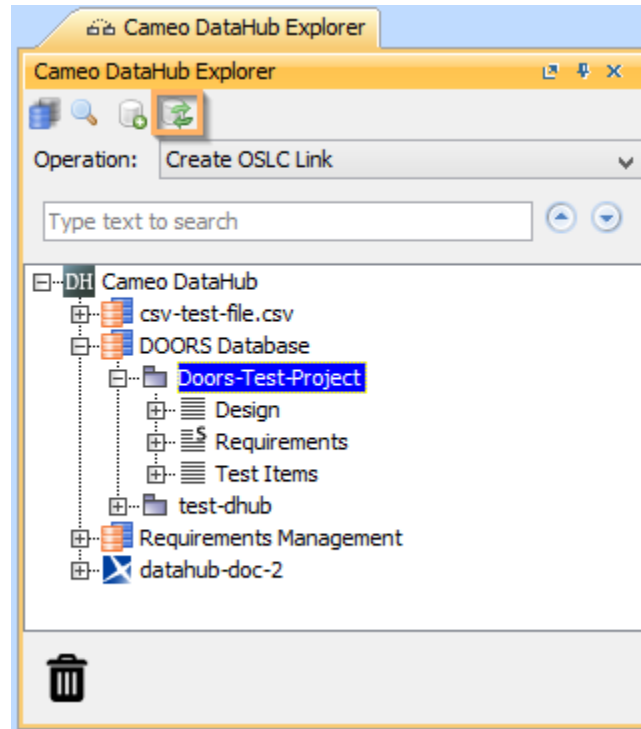 Cameo DataHub Explorer
Cameo DataHub Explorer
Operation: Create OSLC Link
Type text to search
DH Cameo DataHub
csv-test-file.csv
DOORS Database
Doors-Test-Project
Design
S Requirements
Test Items
test-dhub
Requirements Management
datahub-doc-2